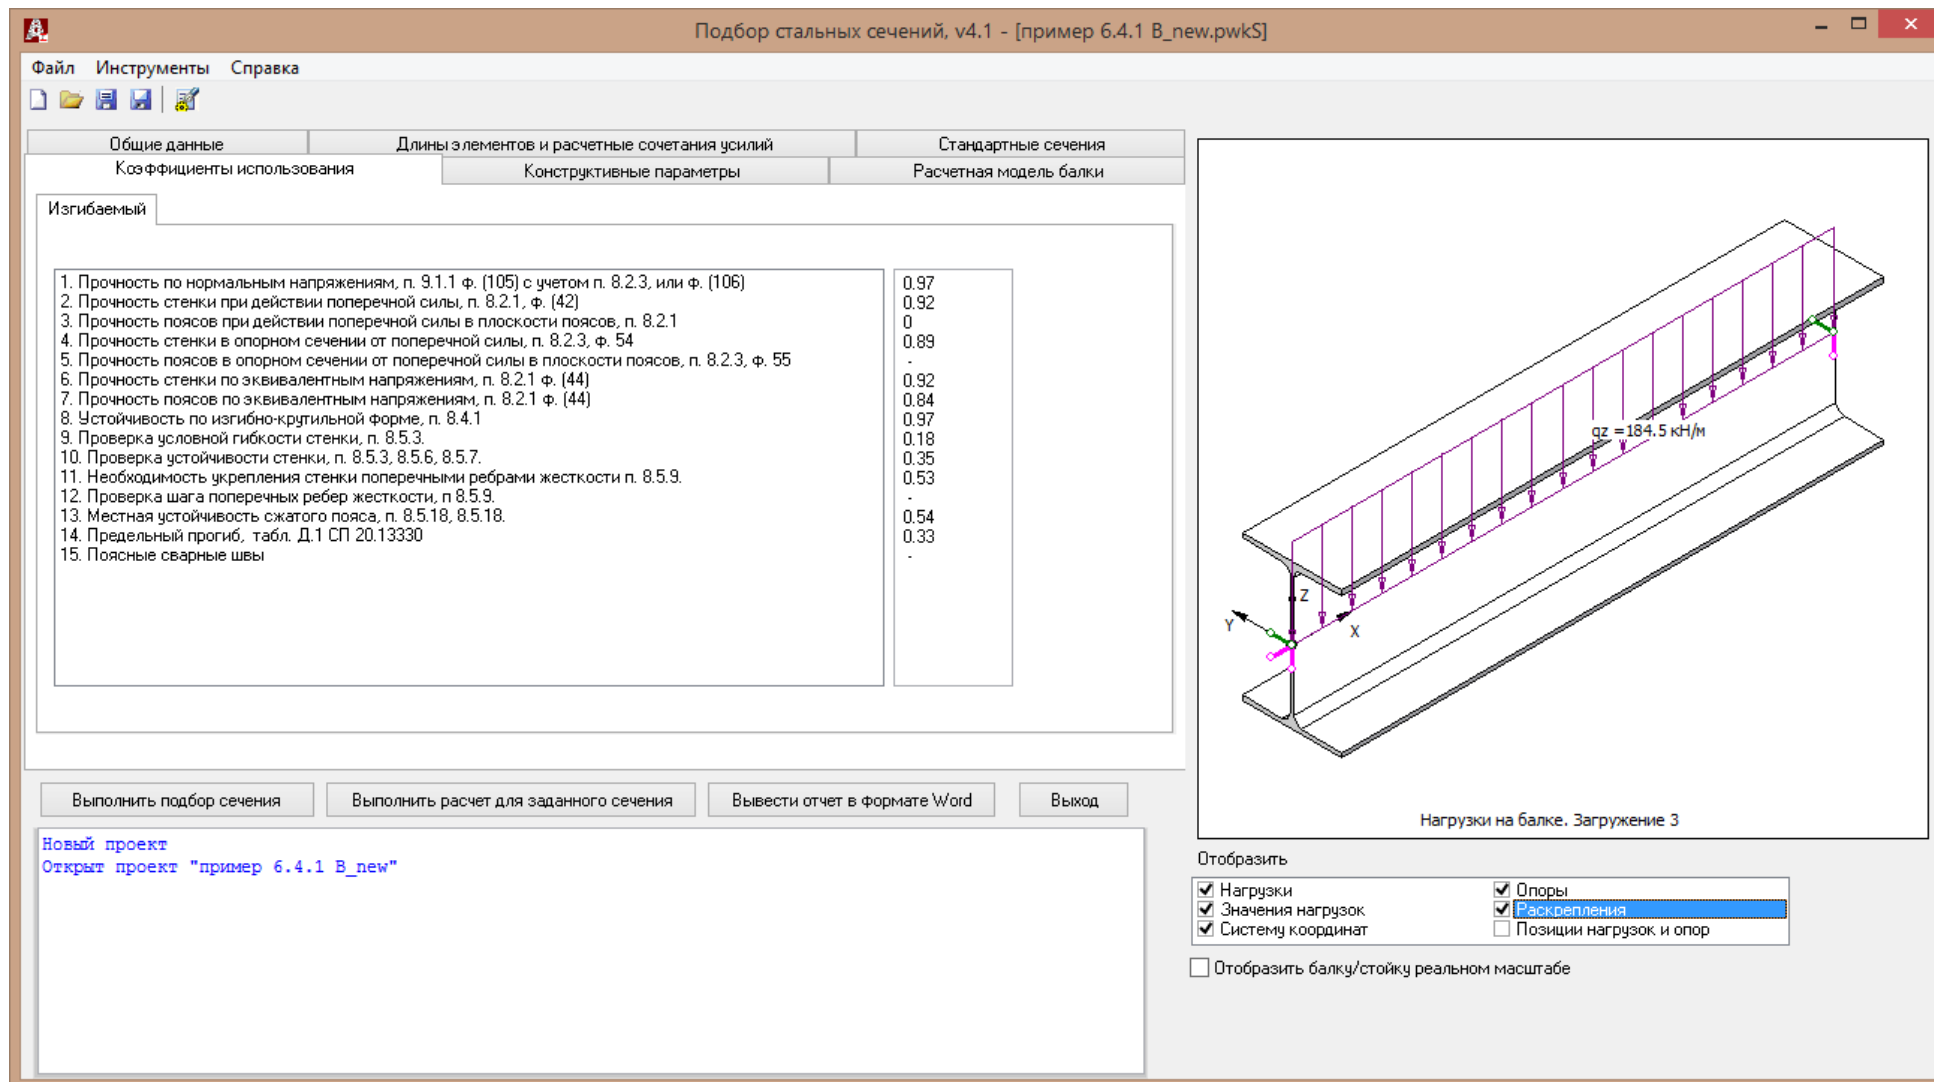 Подбор стальных сечений, v4.1 - [пример 6.4.1 B_new.pwkS]
Файл Инструменты Справка
Общие данные
Длины элементов и расчетные сочетания усилий
Стандартные сечения
Коэффициенты использования
Конструктивные параметры
Расчетная модель балки
Изгибаемый
1. Прочность по нормальным напряжениям, п. 9.1.1 ф. (105) с учетом п. 8.2.3, или ф. (106) 0.97
2. Прочность стенки при действии поперечной силы, п. 8.2.1, ф. (42) 0.92
3. Прочность поясов при действии поперечной силы в плоскости поясов, п. 8.2.1 0
4. Прочность стенки в опорном сечении от поперечной силы, п. 8.2.3, ф. 54 0.89
5. Прочность поясов в опорном сечении от поперечной силы в плоскости поясов, п. 8.2.3, ф. 55 -
6. Прочность стенки по эквивалентным напряжениям, п. 8.2.1 ф. (44) 0.92
7. Прочность поясов по эквивалентным напряжениям, п. 8.2.1 ф. (44) 0.84
8. Устойчивость по изгибно-крутильной форме, п. 8.4.1 0.97
9. Проверка условной гибкости стенки, п. 8.5.3. 0.18
10. Проверка устойчивости стенки, п. 8.5.3, 8.5.6, 8.5.7. 0.35
11. Необходимость укрепления стенки поперечными ребрами жесткости п. 8.5.9. 0.53
12. Проверка шага поперечных ребер жесткости, п 8.5.9. -
13. Местная устойчивость сжатого пояса, п. 8.5.18, 8.5.18. 0.54
14. Предельный прогиб, табл. Д.1 СП 20.13330 0.33
15. Поясные сварные швы -
qz =184.5 кН/м
Z
Y
X
Нагрузки на балке. Загружение 3
Выполнить подбор сечения
Выполнить расчет для заданного сечения
Вывести отчет в формате Word
Выход
Новый проект
Открыт проект "пример 6.4.1 B_new"
Отобразить
Нагрузки
Опоры
Значения нагрузок
Раскрепления
Систему координат
Позиции нагрузок и опор
Отобразить балку/стойку реальном масштабе